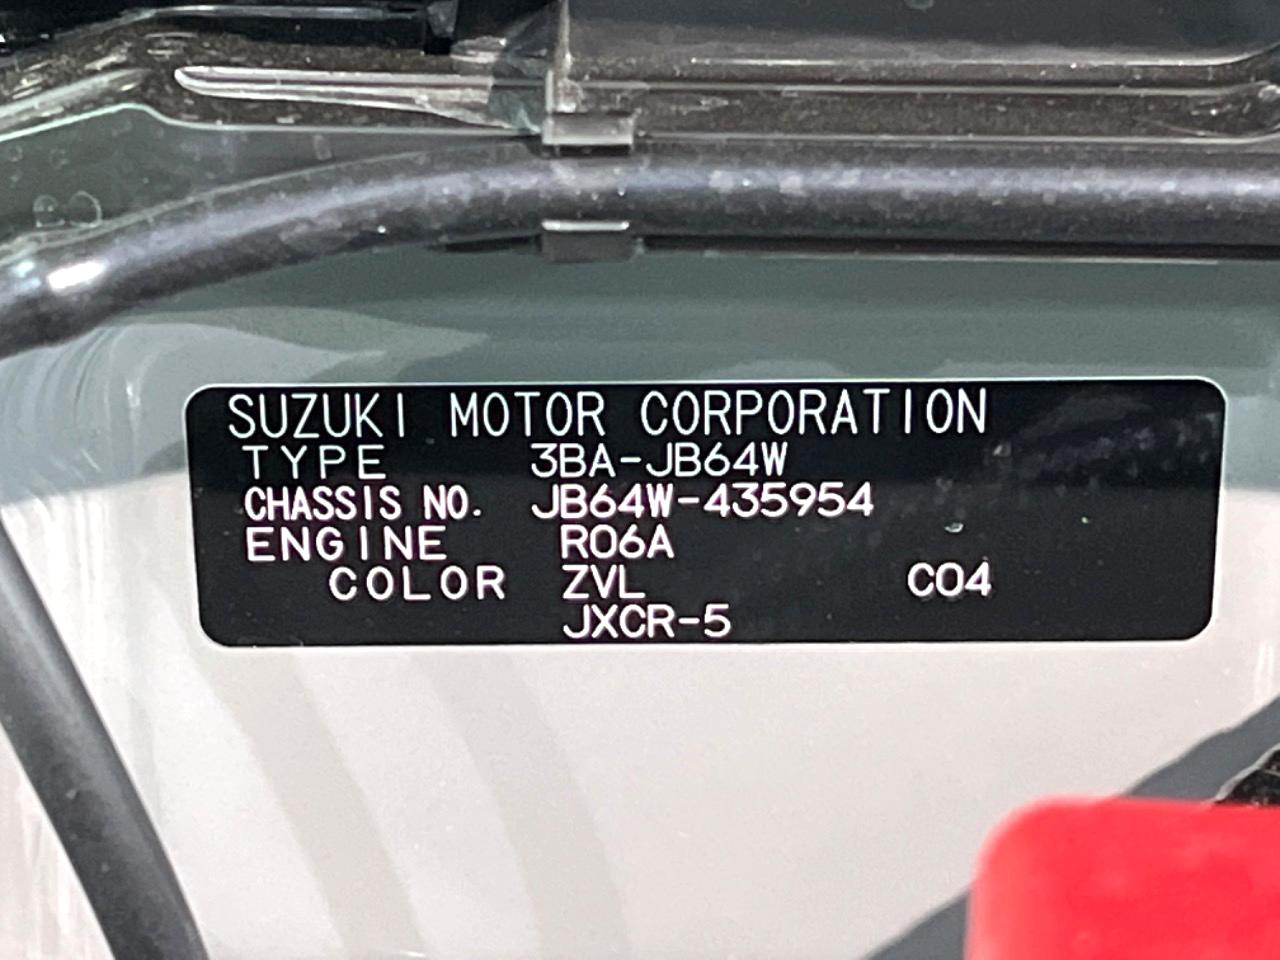 SUZUKI MOTOR CORPORATION
TYPE 3BA-JB64W
CHASSIS NO. JB64W-435954
ENGINE R06A
COLOR ZVL C04
JXCR-5